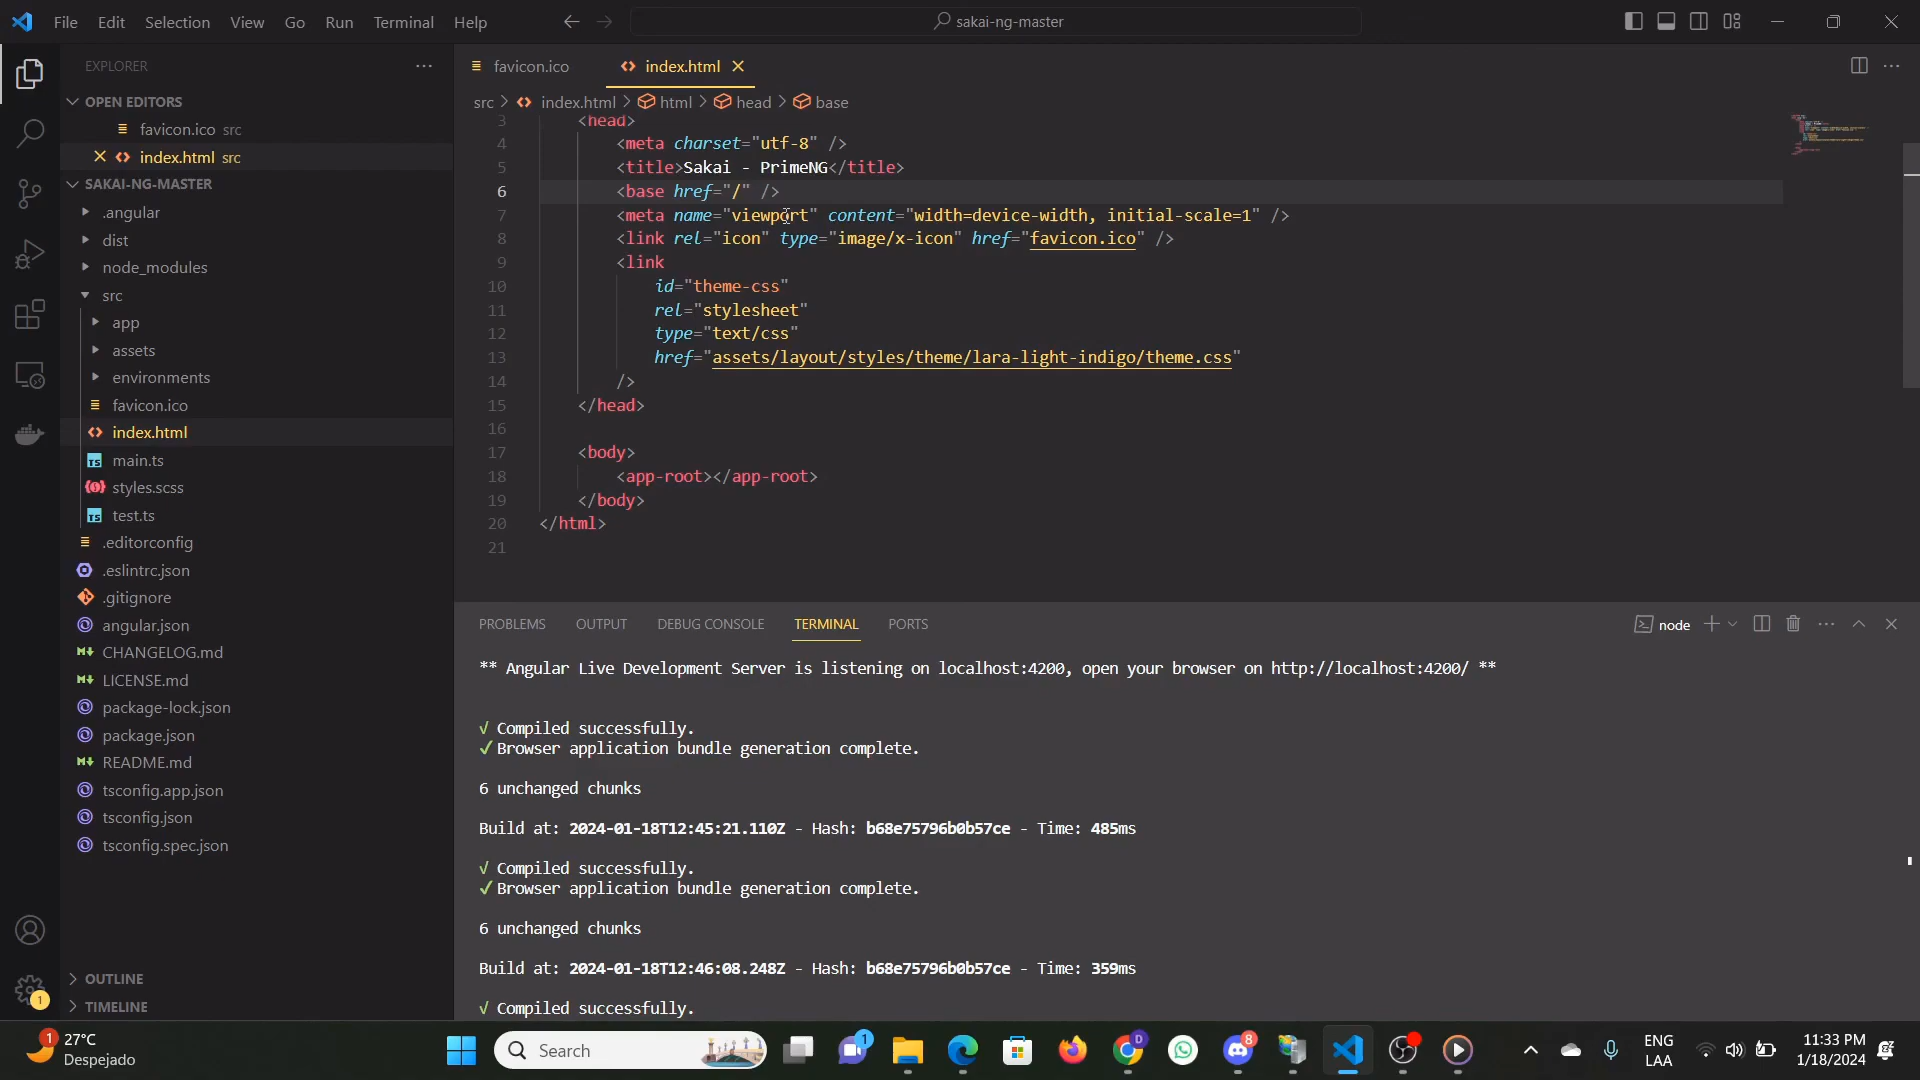 File Edit Selection View Go Run Terminal Help
sakai-ng-master
EXPLORER
OPEN EDITORS
favicon.ico src
index.html src
SAKAI-NG-MASTER
.angular
dist
node_modules
src
app
assets
environments
favicon.ico
index.html
main.ts
styles.scss
test.ts
.editorconfig
.eslintrc.json
.gitignore
angular.json
CHANGELOG.md
LICENSE.md
package-lock.json
package.json
README.md
tsconfig.app.json
tsconfig.json
tsconfig.spec.json
OUTLINE
TIMELINE
favicon.ico index.html
src > index.html > html > head > base
3 <head>
4 <meta charset="utf-8" />
5 <title>Sakai - PrimeNG</title>
6 <base href="/" />
7 <meta name="viewport" content="width=device-width, initial-scale=1" />
8 <link rel="icon" type="image/x-icon" href="favicon.ico" />
9 <link
10 id="theme-css"
11 rel="stylesheet"
12 type="text/css"
13 href="assets/layout/styles/theme/lara-light-indigo/theme.css"
14 />
15 </head>
16
17 <body>
18 <app-root></app-root>
19 </body>
20 </html>
21
PROBLEMS OUTPUT DEBUG CONSOLE TERMINAL PORTS
node
** Angular Live Development Server is listening on localhost:4200, open your browser on http://localhost:4200/ **
√ Compiled successfully.
✓ Browser application bundle generation complete.
6 unchanged chunks
Build at: 2024-01-18T12:45:21.110Z - Hash: b68e75796b0b57ce - Time: 485ms
√ Compiled successfully.
✓ Browser application bundle generation complete.
6 unchanged chunks
Build at: 2024-01-18T12:46:08.248Z - Hash: b68e75796b0b57ce - Time: 359ms
√ Compiled successfully.
1
1
27°C
Despejado
Search
1
D
8
ENG
LAA
11:33 PM
1/18/2024